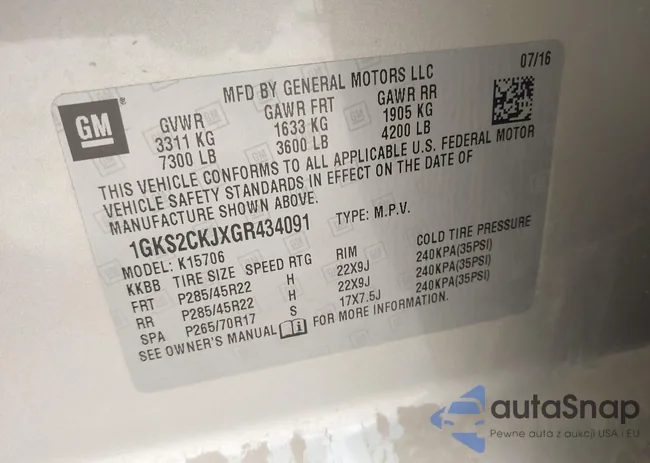 MFD BY GENERAL MOTORS LLC 07/16
GM
GVWR GAWR FRT GAWR RR
3311 KG 1633 KG 1905 KG
7300 LB 3600 LB 4200 LB
THIS VEHICLE CONFORMS TO ALL APPLICABLE U.S. FEDERAL MOTOR
VEHICLE SAFETY STANDARDS IN EFFECT ON THE DATE OF
MANUFACTURE SHOWN ABOVE.
1GKS2CKJXGR434091 TYPE: M.P.V.
MODEL: K15706
KKBB TIRE SIZE SPEED RTG RIM COLD TIRE PRESSURE
FRT P285/45R22 H 22X9J 240KPA(35PSI)
RR P285/45R22 H 22X9J 240KPA(35PSI)
SPA P265/70R17 S 17X7.5J 240KPA(35PSI)
SEE OWNER'S MANUAL FOR MORE INFORMATION.
autaSnap
Pewne auta z aukcji USA - EU